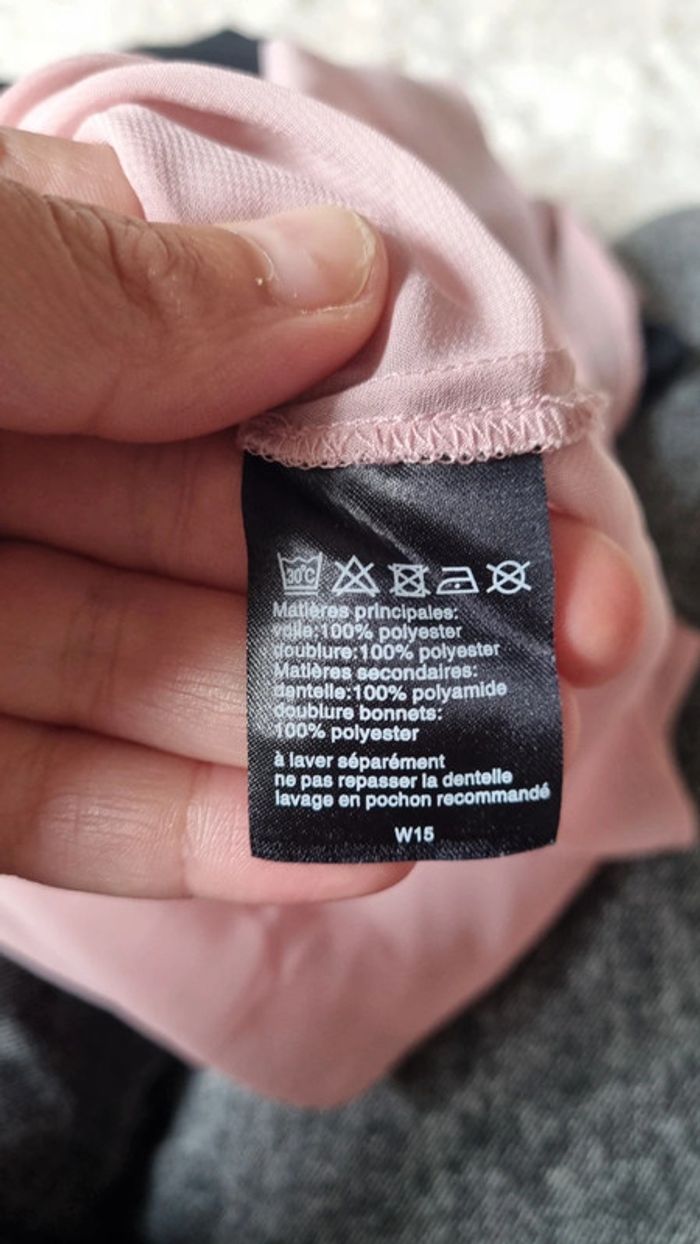 30°C
Matières principales:
voile:100% polyester
doublure:100% polyester
Matières secondaires:
dentelle:100% polyamide
doublure bonnets:
100% polyester
à laver séparément
ne pas repasser la dentelle
lavage en pochon recommandé
W15